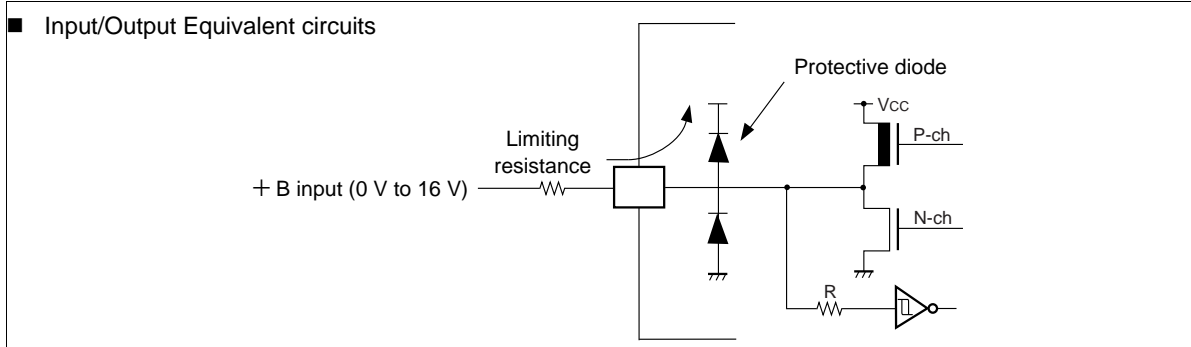 ■ Input/Output Equivalent circuits
Protective diode
VCC
P-ch
Limiting
resistance
+ B input (0 V to 16 V)
N-ch
R